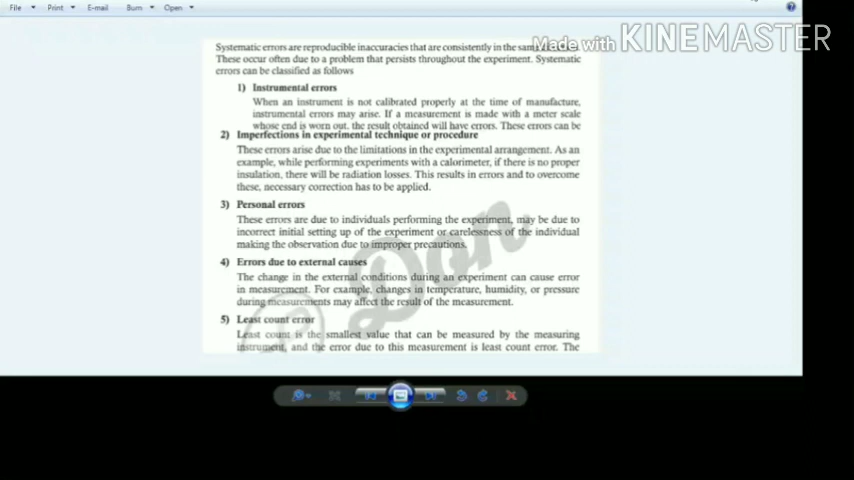 File Print E-mail Burn Open
Made with KINEMASTER
Systematic errors are reproducible inaccuracies that are consistently in the same
These occur often due to a problem that persists throughout the experiment. Systematic
errors can be classified as follows
1) Instrumental errors
When an instrument is not calibrated properly at the time of manufacture,
instrumental errors may arise. If a measurement is made with a meter scale
whose end is worn out, the result obtained will have errors. These errors can be
2) Imperfections in experimental technique or procedure
These errors arise due to the limitations in the experimental arrangement. As an
example, while performing experiments with a calorimeter, if there is no proper
insulation, there will be radiation losses. This results in errors and to overcome
these, necessary correction has to be applied.
3) Personal errors
These errors are due to individuals performing the experiment, may be due to
incorrect initial setting up of the experiment or carelessness of the individual
making the observation due to improper precautions.
4) Errors due to external causes
The change in the external conditions during an experiment can cause error
in measurement. For example, changes in temperature, humidity, or pressure
during measurements may affect the result of the measurement.
5) Least count error
Least count is the smallest value that can be measured by the measuring
instrument, and the error due to this measurement is least count error. The
Don